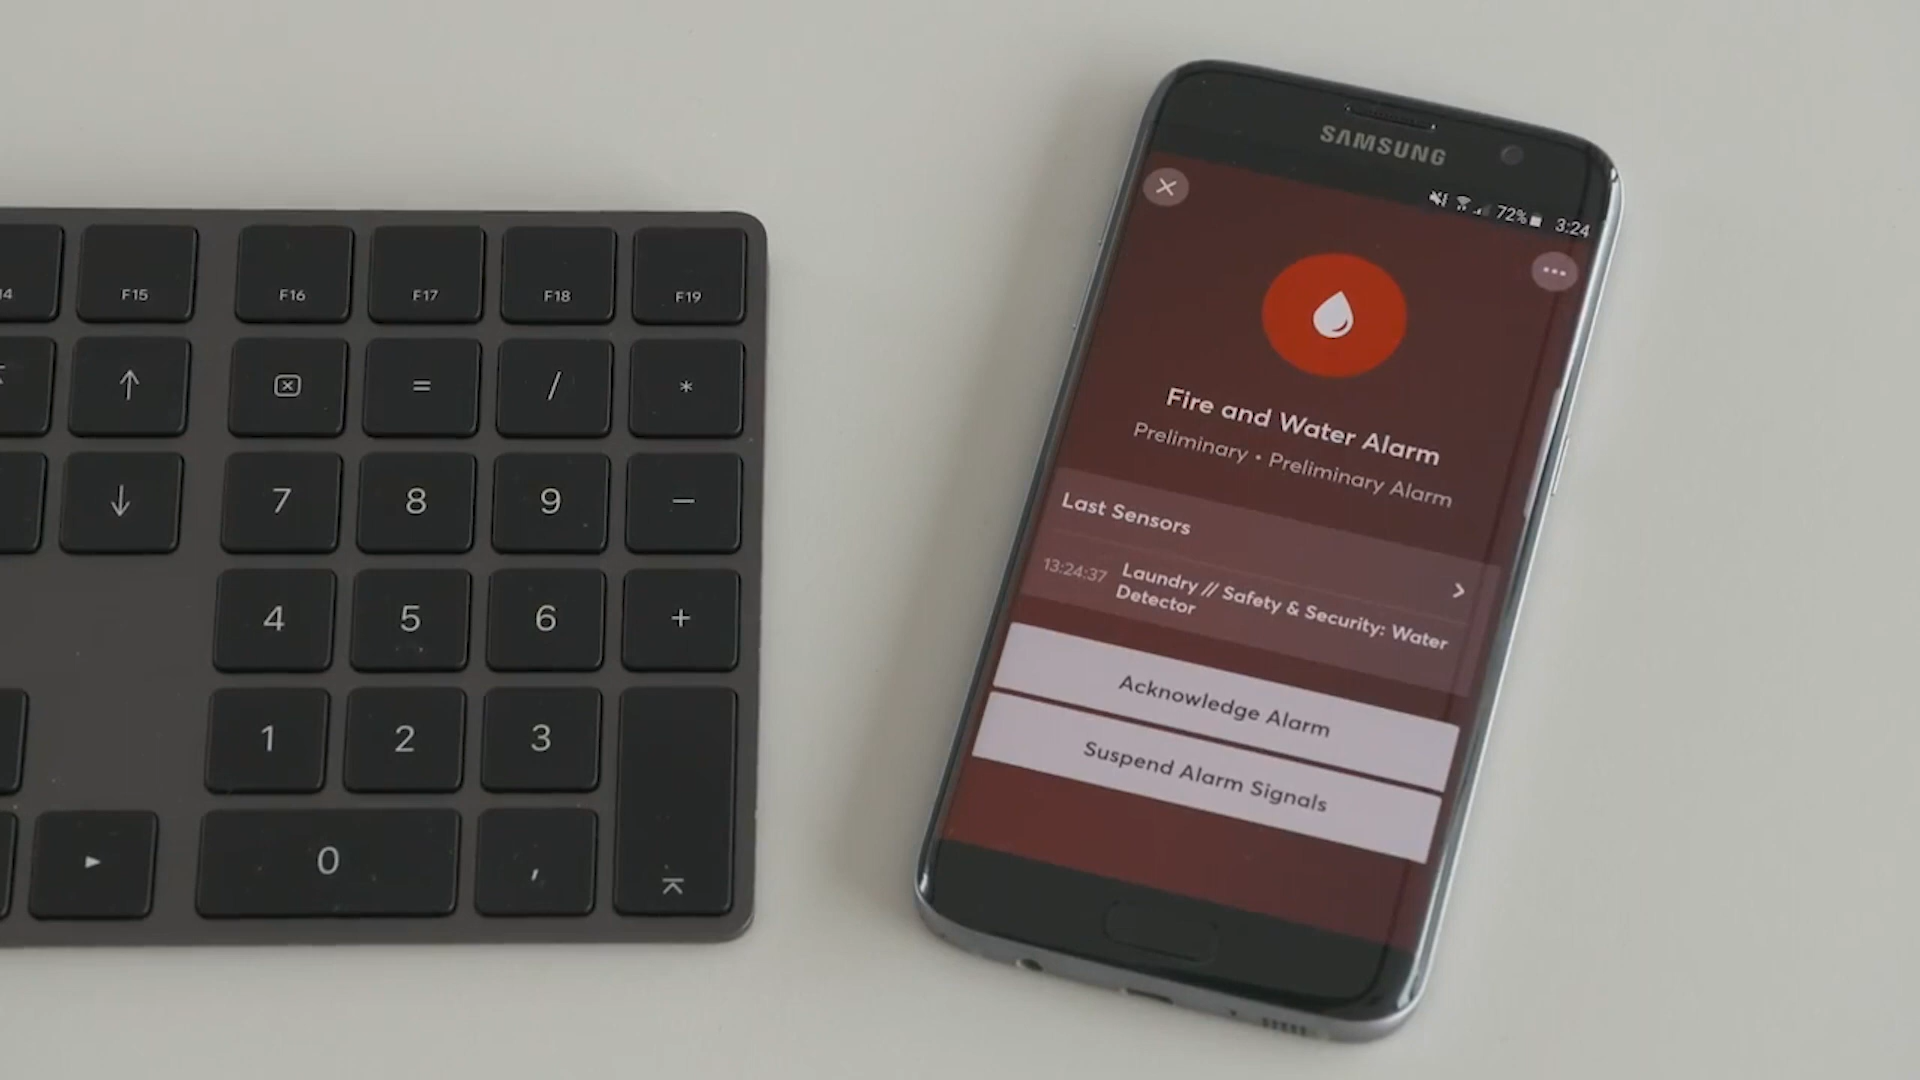 F15 F16 F17 F18 F19
= / *
7 8 9 −
4 5 6 +
1 2 3
0 ,
SAMSUNG
72% 3:24
Fire and Water Alarm
Preliminary • Preliminary Alarm
Last Sensors
13:24:37 Laundry // Safety & Security: Water
Detector
Acknowledge Alarm
Suspend Alarm Signals